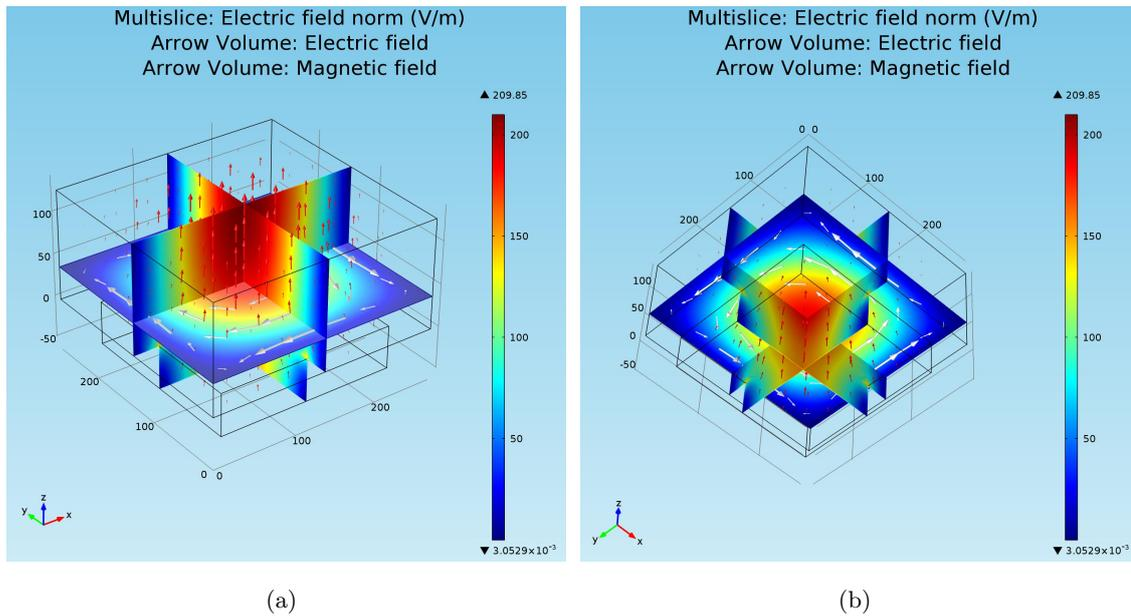 Multislice: Electric field norm (V/m)
Arrow Volume: Electric field
Arrow Volume: Magnetic field
▲ 209.85
200
150
100
50
▼ 3.0529×10⁻³
100
50
0
-50
200
100
0
0
100
200
z
y
x
(a)
Multislice: Electric field norm (V/m)
Arrow Volume: Electric field
Arrow Volume: Magnetic field
▲ 209.85
200
150
100
50
▼ 3.0529×10⁻³
0 0
100
100
200
200
100
50
0
-50
z
y
x
(b)